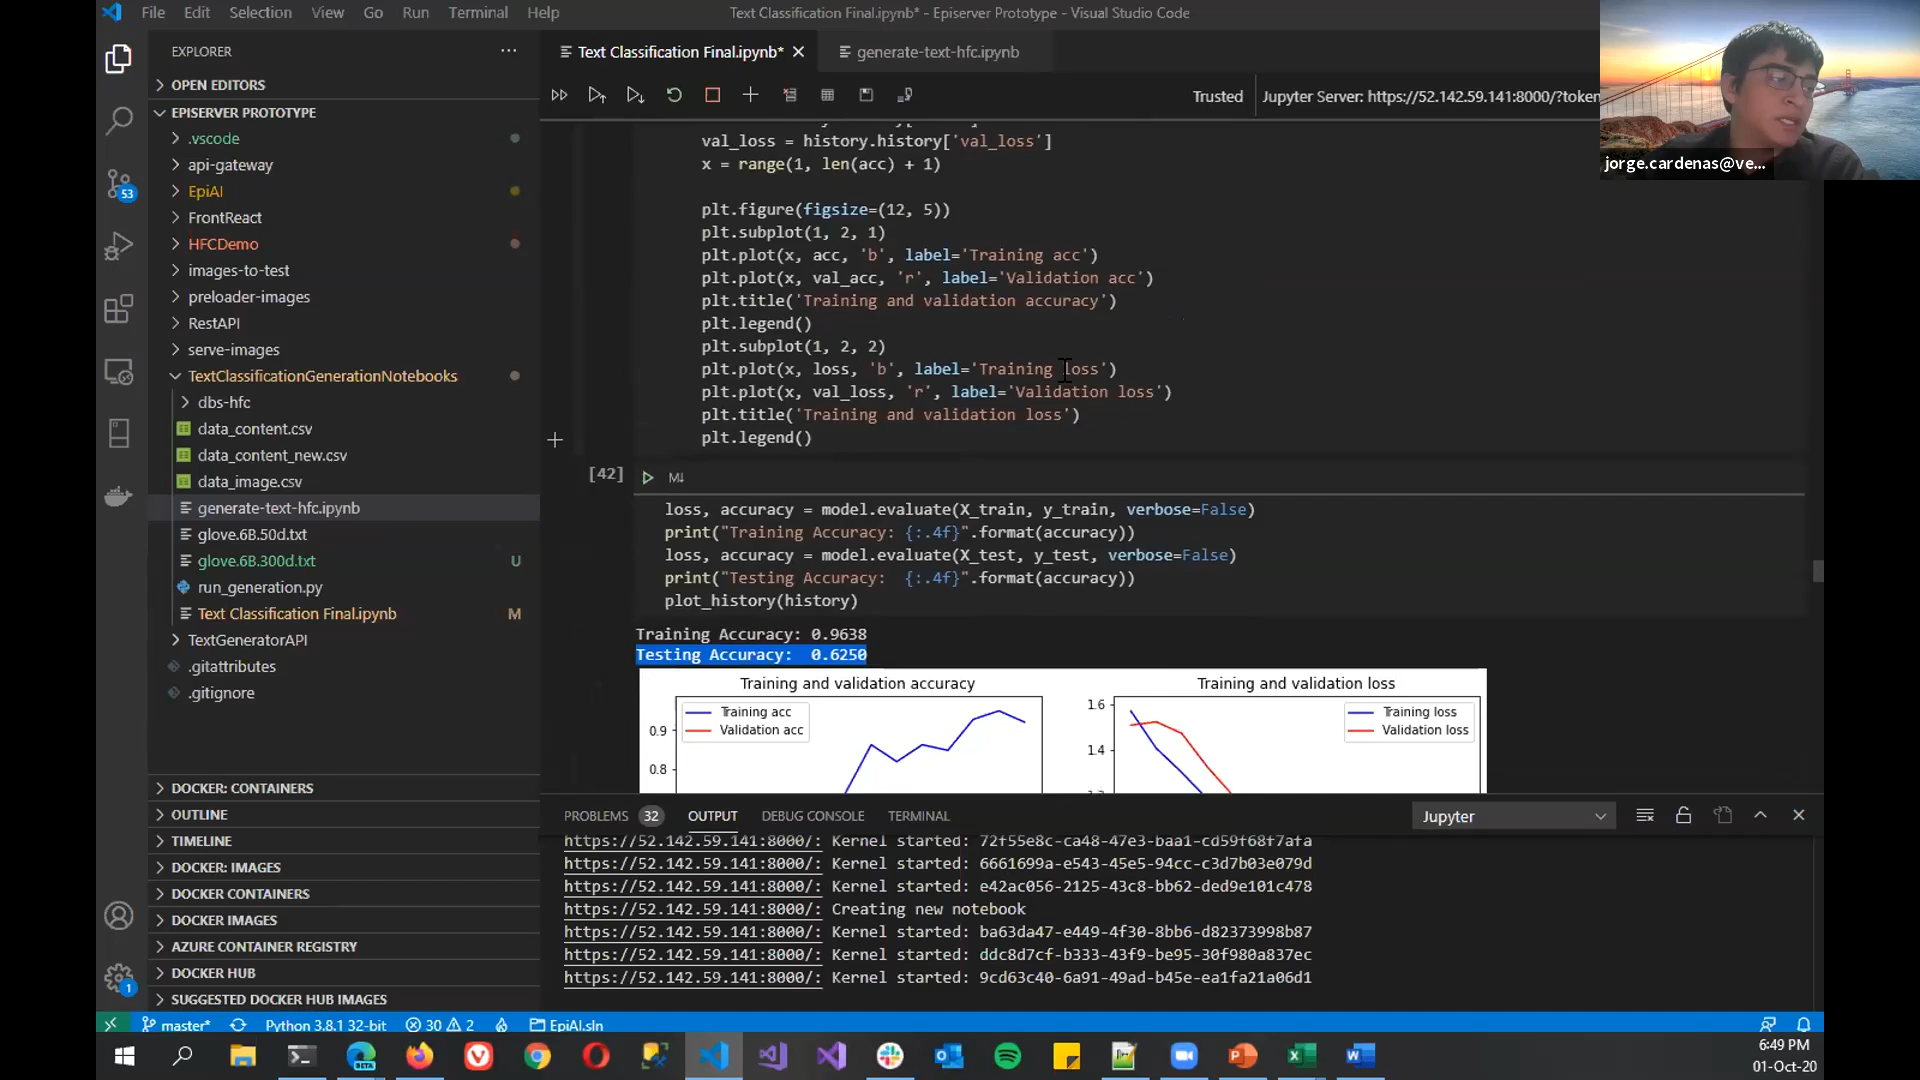 File Edit Selection View Go Run Terminal Help
Text Classification Final.ipynb* - Episerver Prototype - Visual Studio Code
EXPLORER
OPEN EDITORS
EPISERVER PROTOTYPE
.vscode
api-gateway
EpiAI
FrontReact
HFCDemo
images-to-test
preloader-images
RestAPI
serve-images
TextClassificationGenerationNotebooks
dbs-hfc
data_content.csv
data_content_new.csv
data_image.csv
generate-text-hfc.ipynb
glove.6B.50d.txt
glove.6B.300d.txt U
run_generation.py
Text Classification Final.ipynb M
TextGeneratorAPI
.gitattributes
.gitignore
DOCKER: CONTAINERS
OUTLINE
TIMELINE
DOCKER: IMAGES
DOCKER CONTAINERS
DOCKER IMAGES
AZURE CONTAINER REGISTRY
DOCKER HUB
SUGGESTED DOCKER HUB IMAGES
53
1
Text Classification Final.ipynb*
generate-text-hfc.ipynb
Trusted
Jupyter Server: https://52.142.59.141:8000/?token
jorge.cardenas@ve...
val_loss = history.history['val_loss']
x = range(1, len(acc) + 1)
plt.figure(figsize=(12, 5))
plt.subplot(1, 2, 1)
plt.plot(x, acc, 'b', label='Training acc')
plt.plot(x, val_acc, 'r', label='Validation acc')
plt.title('Training and validation accuracy')
plt.legend()
plt.subplot(1, 2, 2)
plt.plot(x, loss, 'b', label='Training loss')
plt.plot(x, val_loss, 'r', label='Validation loss')
plt.title('Training and validation loss')
plt.legend()
[42]
M↓
loss, accuracy = model.evaluate(X_train, y_train, verbose=False)
print("Training Accuracy: {:.4f}".format(accuracy))
loss, accuracy = model.evaluate(X_test, y_test, verbose=False)
print("Testing Accuracy:  {:.4f}".format(accuracy))
plot_history(history)
Training Accuracy: 0.9638
Testing Accuracy:  0.6250
Training and validation accuracy
Training acc
Validation acc
0.9
0.8
Training and validation loss
Training loss
Validation loss
1.6
1.4
PROBLEMS 32 OUTPUT DEBUG CONSOLE TERMINAL
Jupyter
https://52.142.59.141:8000/: Kernel started: 72f55e8c-ca48-47e3-baa1-cd59f68f7afa
https://52.142.59.141:8000/: Kernel started: 6661699a-e543-45e5-94cc-c3d7b03e079d
https://52.142.59.141:8000/: Kernel started: e42ac056-2125-43c8-bb62-ded9e101c478
https://52.142.59.141:8000/: Creating new notebook
https://52.142.59.141:8000/: Kernel started: ba63da47-e449-4f30-8bb6-d82373998b87
https://52.142.59.141:8000/: Kernel started: ddc8d7cf-b333-43f9-be95-30f980a837ec
https://52.142.59.141:8000/: Kernel started: 9cd63c40-6a91-49ad-b45e-ea1fa21a06d1
master* Python 3.8.1 32-bit 30 2 EpiAI.sln
BETA
6:49 PM
01-Oct-20